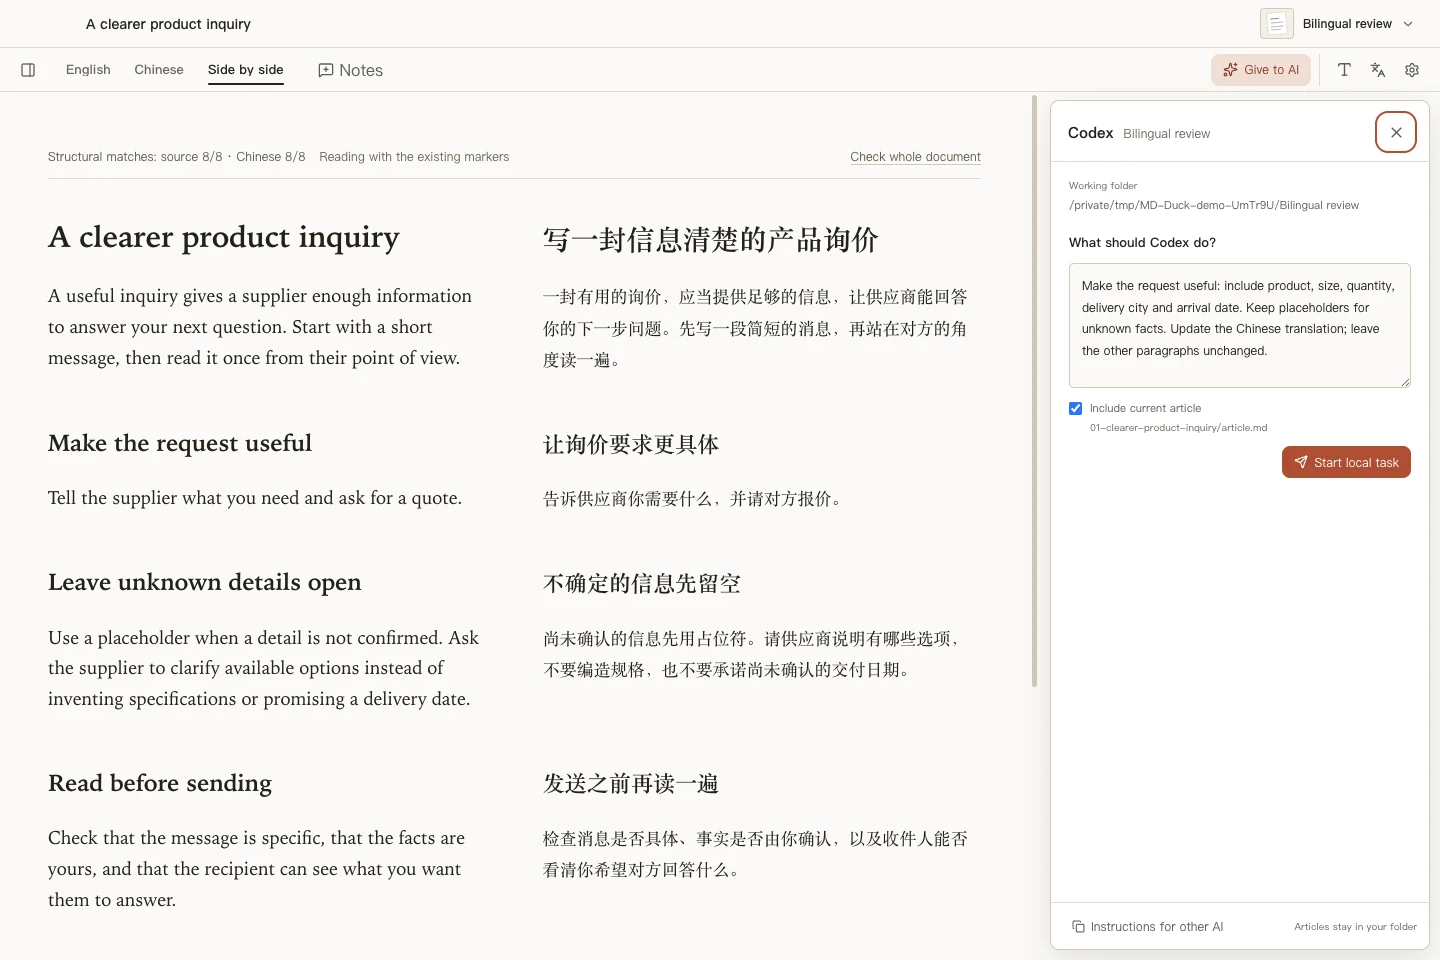 A clearer product inquiry
Bilingual review
English
Chinese
Side by side
Notes
Give to AI
Structural matches: source 8/8 · Chinese 8/8 Reading with the existing markers
Check whole document
A clearer product inquiry
A useful inquiry gives a supplier enough information
to answer your next question. Start with a short
message, then read it once from their point of view.
写一封信息清楚的产品询价
一封有用的询价，应当提供足够的信息，让供应商能回答
你的下一步问题。先写一段简短的消息，再站在对方的角
度读一遍。
Make the request useful
Tell the supplier what you need and ask for a quote.
让询价要求更具体
告诉供应商你需要什么，并请对方报价。
Leave unknown details open
Use a placeholder when a detail is not confirmed. Ask
the supplier to clarify available options instead of
inventing specifications or promising a delivery date.
不确定的信息先留空
尚未确认的信息先用占位符。请供应商说明有哪些选项，
不要编造规格，也不要承诺尚未确认的交付日期。
Read before sending
Check that the message is specific, that the facts are
yours, and that the recipient can see what you want
them to answer.
发送之前再读一遍
检查消息是否具体、事实是否由你确认，以及收件人能否
看清你希望对方回答什么。
Codex Bilingual review
Working folder
/private/tmp/MD-Duck-demo-UmTr9U/Bilingual review
What should Codex do?
Make the request useful: include product, size, quantity,
delivery city and arrival date. Keep placeholders for
unknown facts. Update the Chinese translation; leave
the other paragraphs unchanged.
Include current article
01-clearer-product-inquiry/article.md
Start local task
Instructions for other AI
Articles stay in your folder